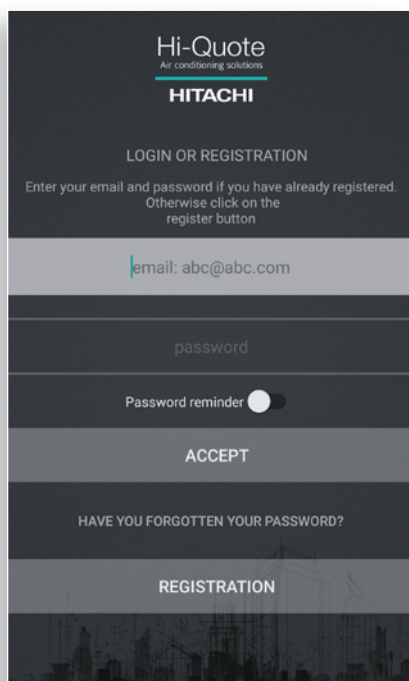 Hi-Quote
Air conditioning solutions
HITACHI
LOGIN OR REGISTRATION
Enter your email and password if you have already registered.
Otherwise click on the
register button
email: abc@abc.com
password
Password reminder
ACCEPT
HAVE YOU FORGOTTEN YOUR PASSWORD?
REGISTRATION